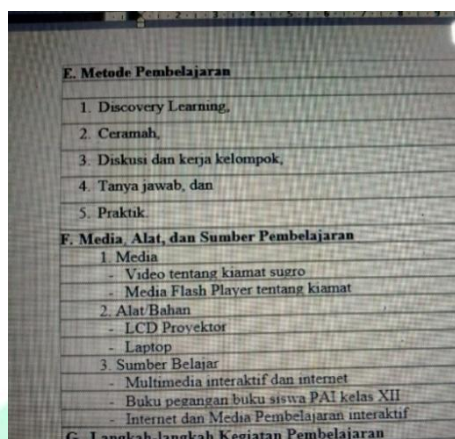 E. Metode Pembelajaran
1. Discovery Learning,
2. Ceramah,
3. Diskusi dan kerja kelompok,
4. Tanya jawab, dan
5. Praktik.
F. Media, Alat, dan Sumber Pembelajaran
1. Media
- Video tentang kiamat sugro
- Media Flash Player tentang kiamat
2. Alat/Bahan
- LCD Proyektor
- Laptop
3. Sumber Belajar
- Multimedia interaktif dan internet
- Buku pegangan buku siswa PAI kelas XII
- Internet dan Media Pembelajaran interaktif
G. Langkah-langkah Kegiatan Pembelajaran